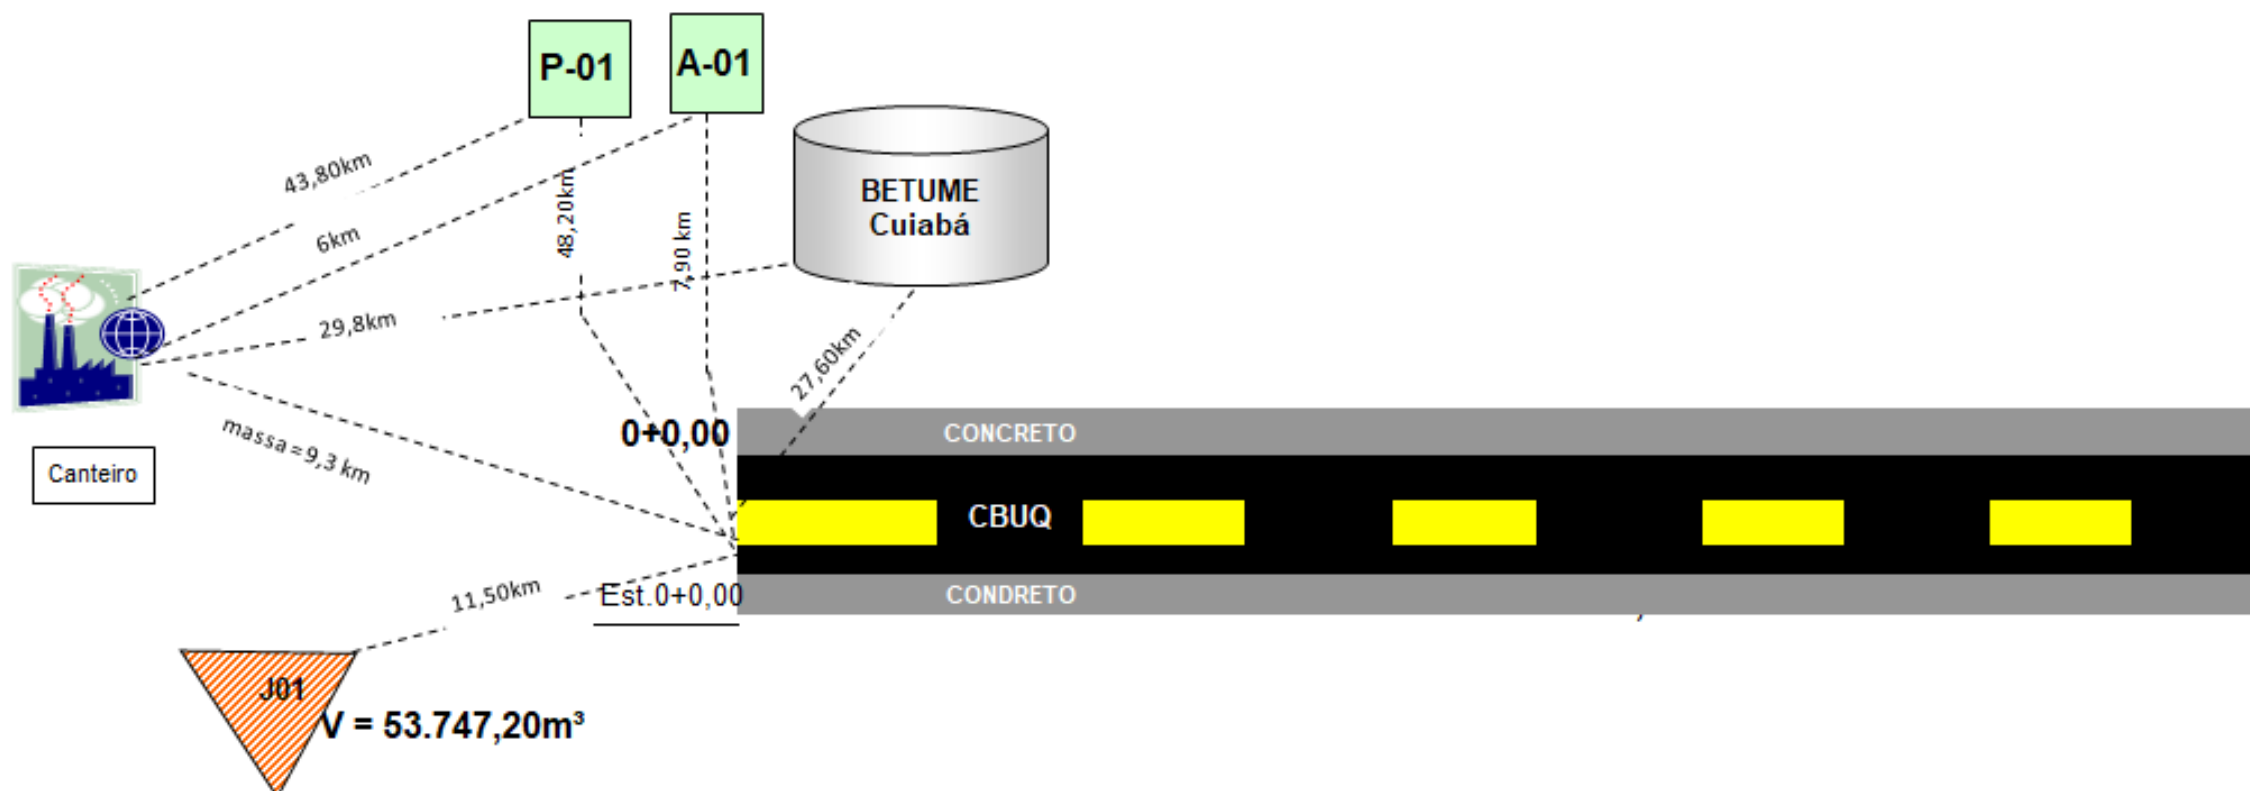 P-01
A-01
43,80km
6km
48,20km
7,90 km
BETUME
Cuiabá
29,8km
27,60km
massa = 9,3 km
Canteiro
0+0,00
CONCRETO
CBUQ
CONDRETO
11,50km
Est.0+0,00
J01
V = 53.747,20m³